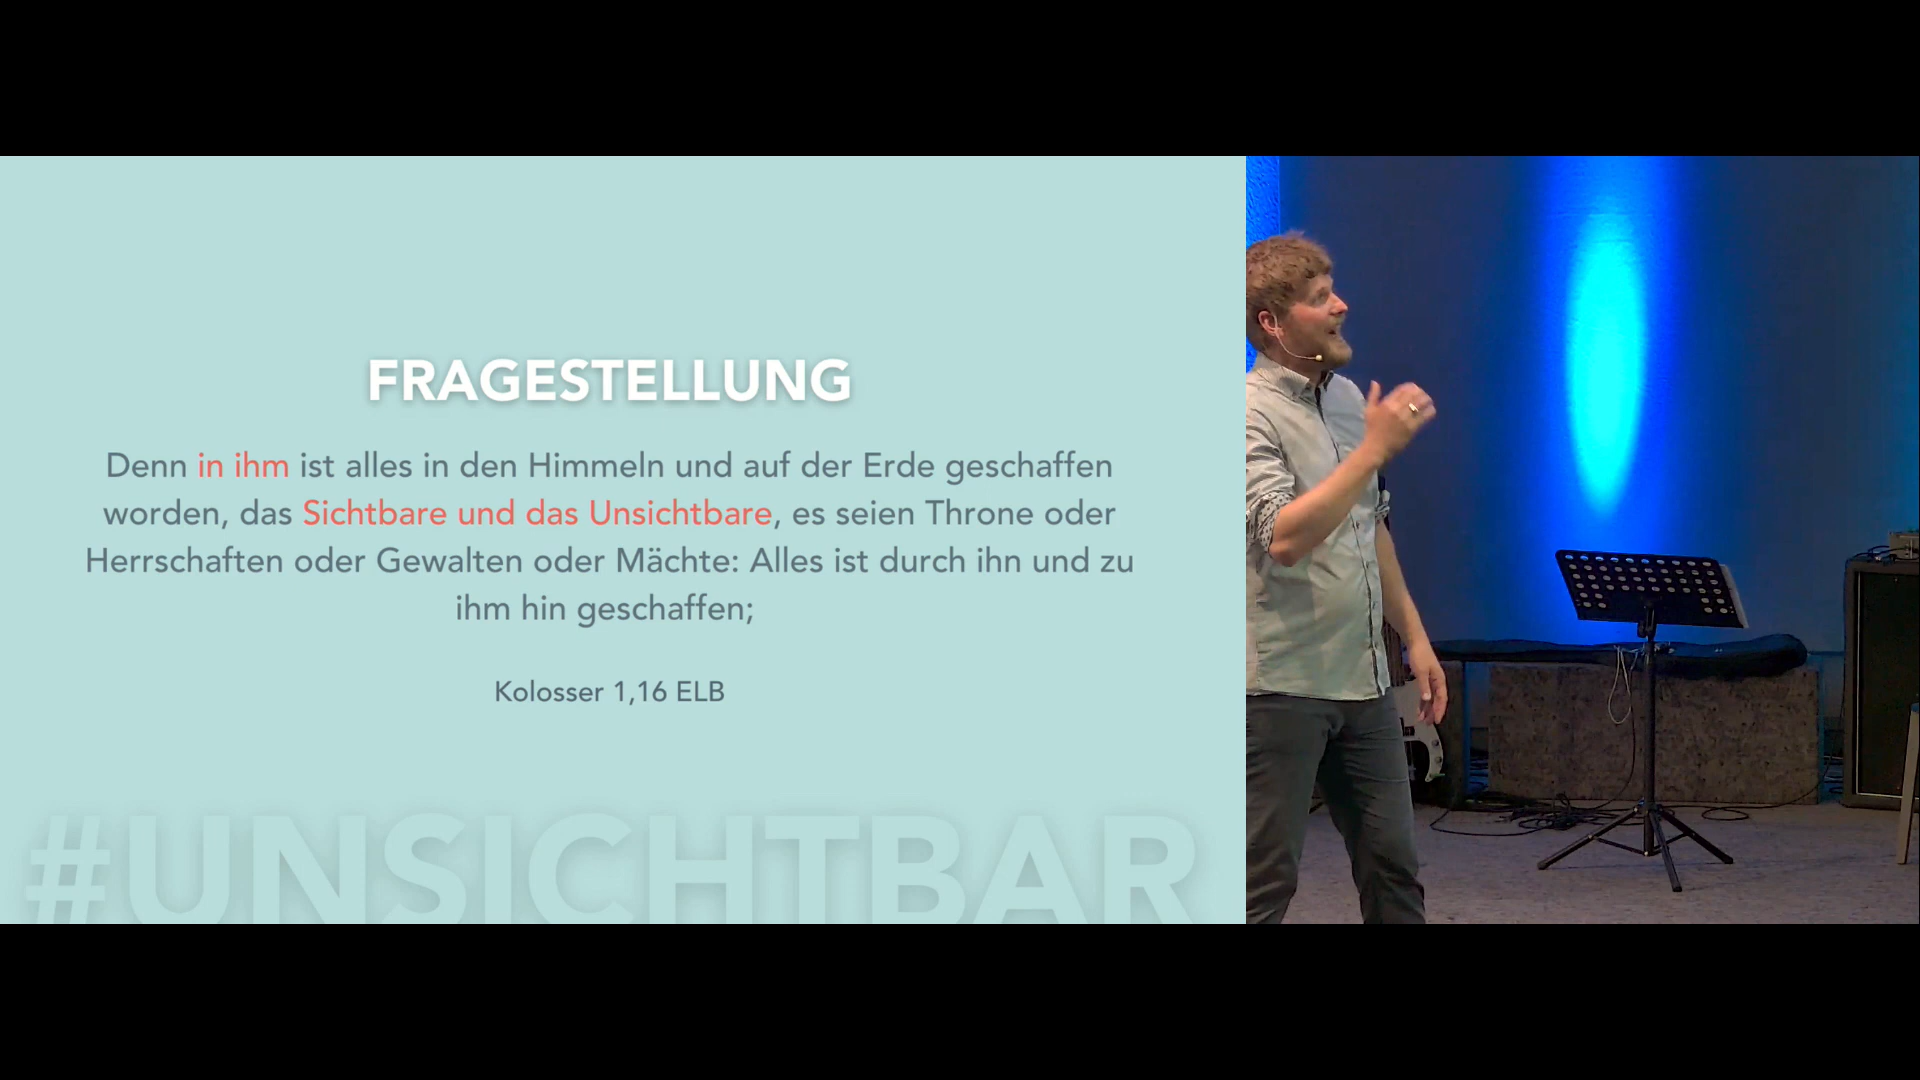 FRAGESTELLUNG
Denn in ihm ist alles in den Himmeln und auf der Erde geschaffen
worden, das Sichtbare und das Unsichtbare, es seien Throne oder
Herrschaften oder Gewalten oder Mächte: Alles ist durch ihn und zu
ihm hin geschaffen;
Kolosser 1,16 ELB
#UNSICHTBAR